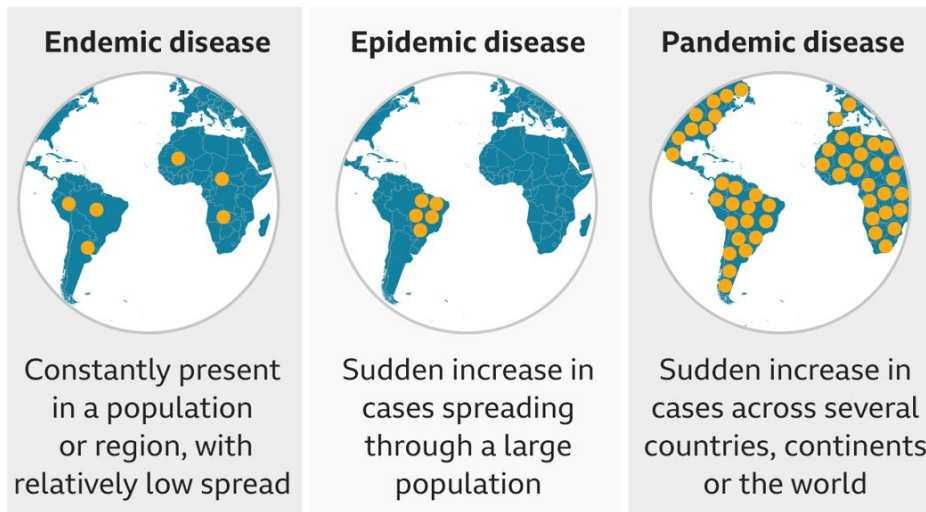 Endemic disease
Constantly present
in a population
or region, with
relatively low spread
Epidemic disease
Sudden increase in
cases spreading
through a large
population
Pandemic disease
Sudden increase in
cases across several
countries, continents
or the world